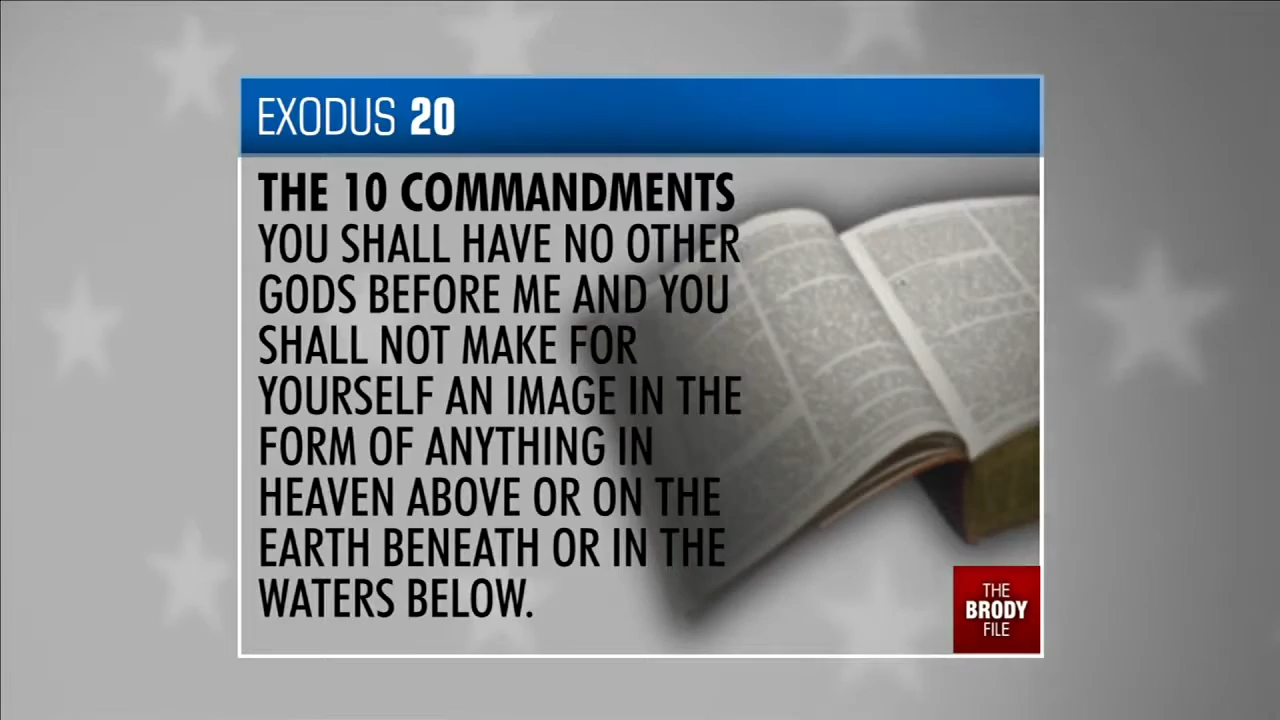 EXODUS 20
THE 10 COMMANDMENTS
YOU SHALL HAVE NO OTHER
GODS BEFORE ME AND YOU
SHALL NOT MAKE FOR
YOURSELF AN IMAGE IN THE
FORM OF ANYTHING IN
HEAVEN ABOVE OR ON THE
EARTH BENEATH OR IN THE
WATERS BELOW.
THE
BRODY
FILE